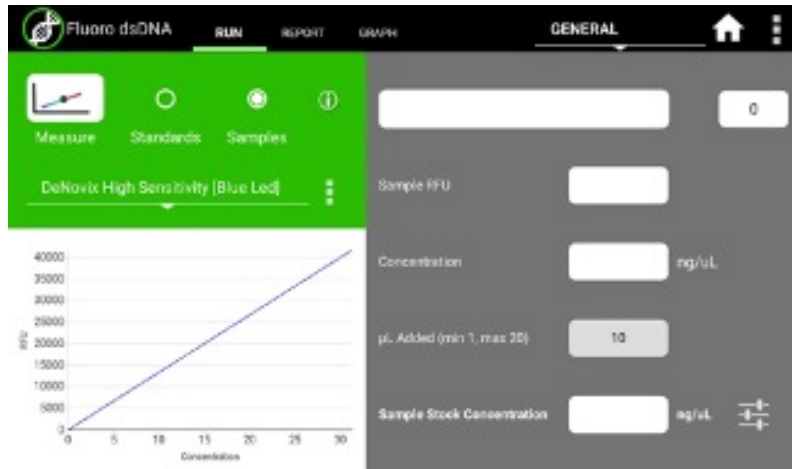 Fluoro dsDNA RUN REPORT GRAPH GENERAL
Measure Standards Samples
DeNovix High Sensitivity [Blue Led]
0
Sample RFU
Concentration ng/uL
µL Added (min 1, max 20) 10
Sample Stock Concentration ng/uL
40000
35000
30000
25000
20000
15000
10000
5000
0
RFU
0 5 10 15 20 25 30
Concentration